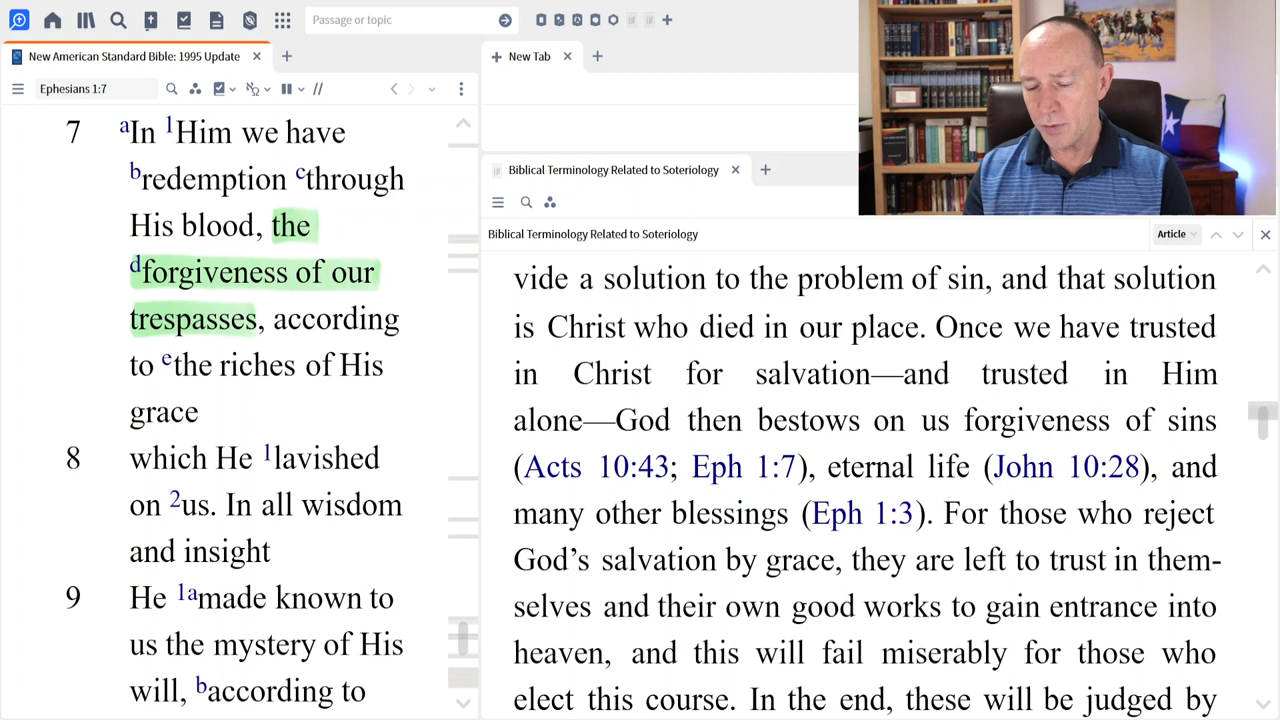 Passage or topic
New American Standard Bible: 1995 Update
New Tab
Ephesians 1:7
7 aIn 1Him we have
bredemption cthrough
His blood, the
dforgiveness of our
trespasses, according
to ethe riches of His
grace
8 which He 1lavished
on 2us. In all wisdom
and insight
9 He 1amade known to
us the mystery of His
will, baccording to
Biblical Terminology Related to Soteriology
Biblical Terminology Related to Soteriology
Article
vide a solution to the problem of sin, and that solution
is Christ who died in our place. Once we have trusted
in Christ for salvation—and trusted in Him
alone—God then bestows on us forgiveness of sins
(Acts 10:43; Eph 1:7), eternal life (John 10:28), and
many other blessings (Eph 1:3). For those who reject
God’s salvation by grace, they are left to trust in them-
selves and their own good works to gain entrance into
heaven, and this will fail miserably for those who
elect this course. In the end, these will be judged by